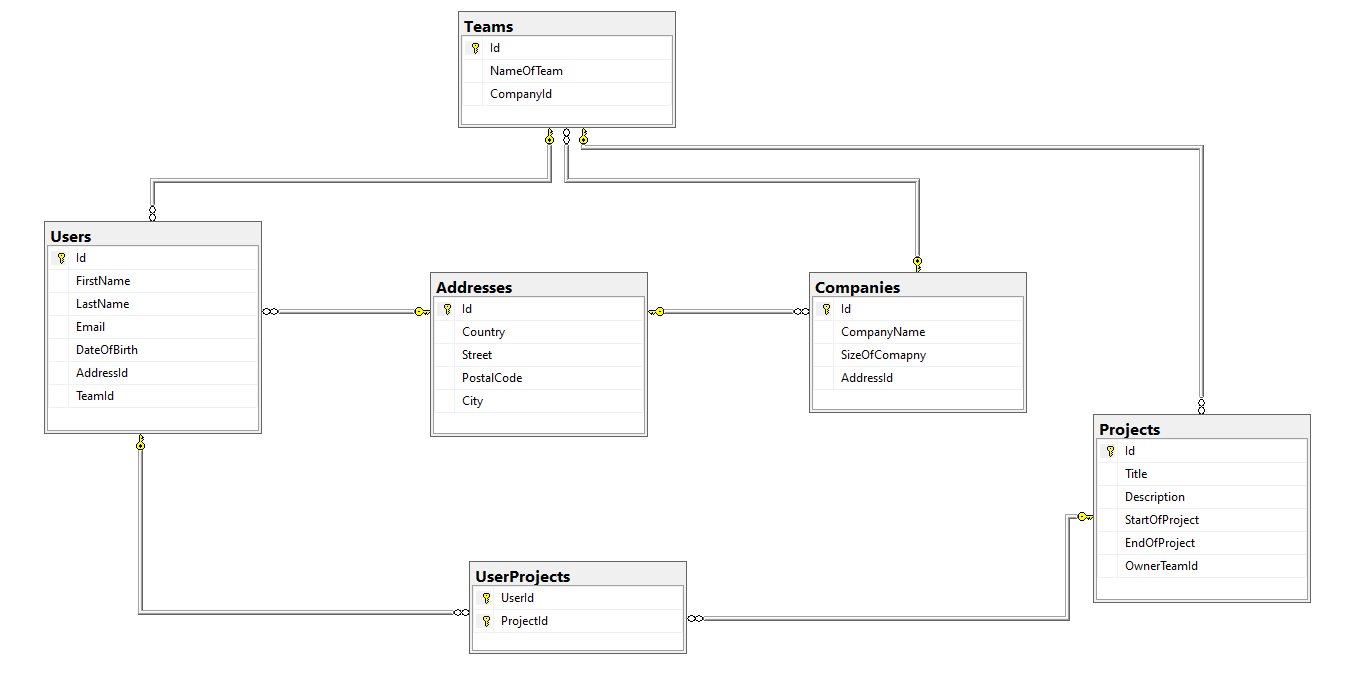 Teams
Id
NameOfTeam
CompanyId
Users
Id
FirstName
LastName
Email
DateOfBirth
AddressId
TeamId
Addresses
Id
Country
Street
PostalCode
City
Companies
Id
CompanyName
SizeOfComapny
AddressId
Projects
Id
Title
Description
StartOfProject
EndOfProject
OwnerTeamId
UserProjects
UserId
ProjectId